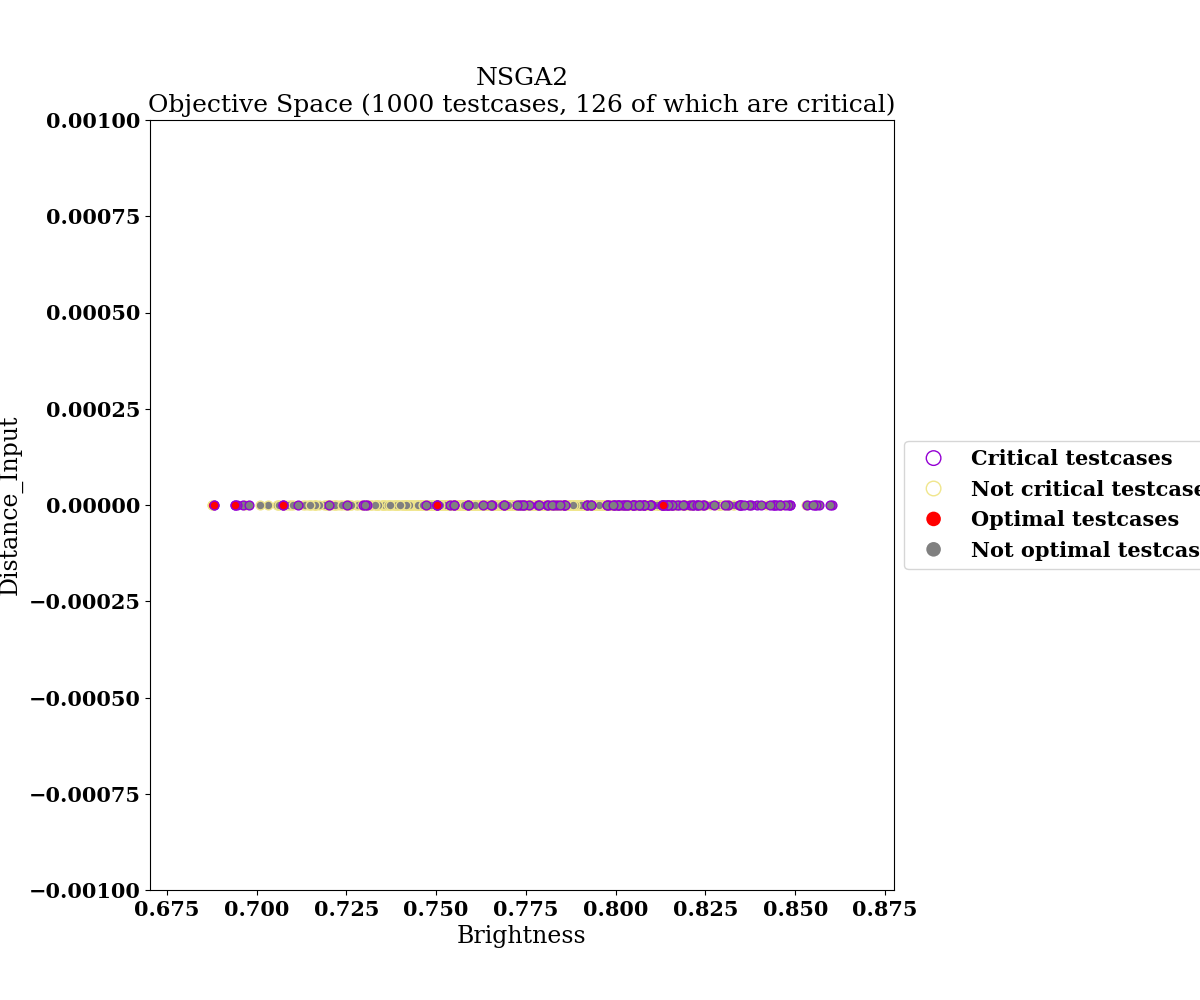 NSGA2
Objective Space (1000 testcases, 126 of which are critical)
0.00100
0.00075
0.00050
0.00025
0.00000
−0.00025
−0.00050
−0.00075
−0.00100
Distance_Input
0.675 0.700 0.725 0.750 0.775 0.800 0.825 0.850 0.875
Brightness
Critical testcases
Not critical testcase
Optimal testcases
Not optimal testcas